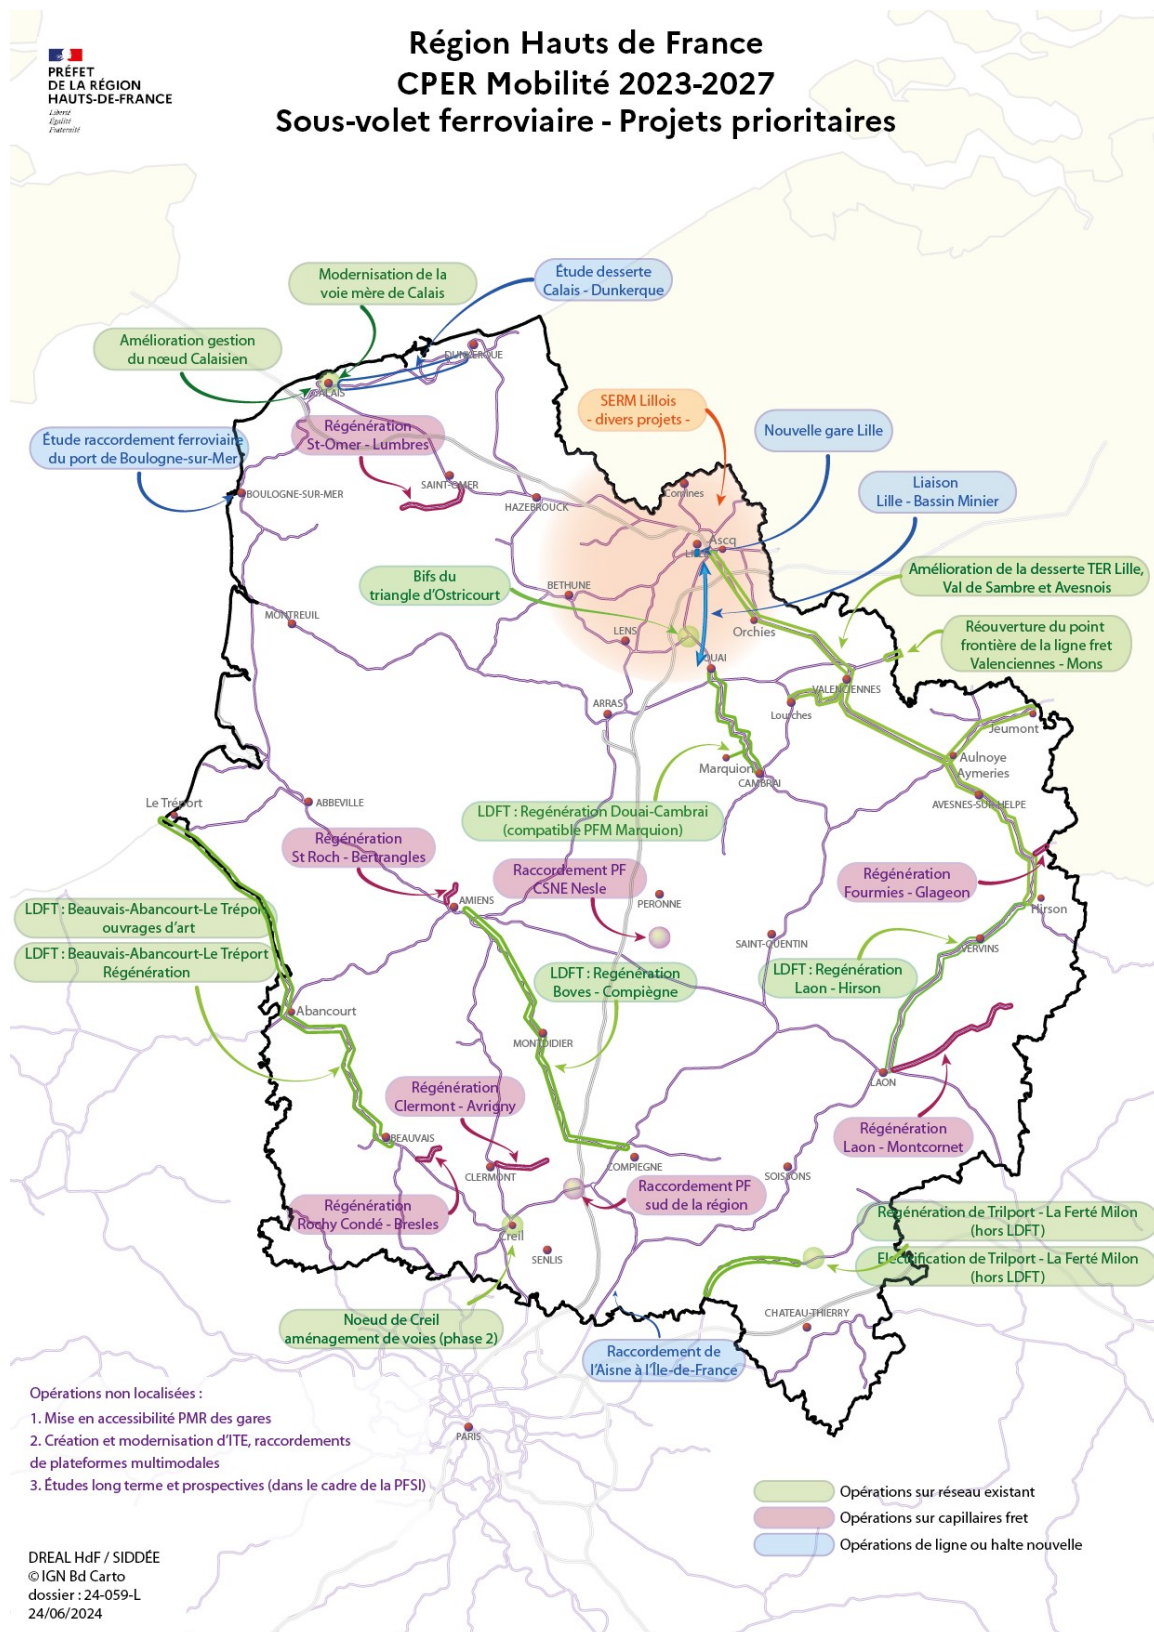 Région Hauts de France
CPER Mobilité 2023-2027
Sous-volet ferroviaire - Projets prioritaires
PRÉFET
DE LA RÉGION
HAUTS-DE-FRANCE
Liberté
Égalité
Fraternité
Modernisation de la
voie mère de Calais
Étude desserte
Calais - Dunkerque
Amélioration gestion
du nœud Calaisien
DUNKERQUE
CALAIS
SERM Lillois
- divers projets -
Régénération
St-Omer - Lumbres
Nouvelle gare Lille
Étude raccordement ferroviaire
du port de Boulogne-sur-Mer
Liaison
Lille - Bassin Minier
SAINT-OMER
BOULOGNE-SUR-MER
Comines
HAZEBROUCK
Ascq
LILLE
Bifs du
triangle d'Ostricourt
BETHUNE
Amélioration de la desserte TER Lille,
Val de Sambre et Avesnois
MONTREUIL
LENS
Orchies
Réouverture du point
frontière de la ligne fret
Valenciennes - Mons
DOUAI
VALENCIENNES
ARRAS
Lourches
Jeumont
Marquion
CAMBRAI
Aulnoye
Aymeries
AVESNES-SUR-HELPE
Le Tréport
ABBEVILLE
LDFT : Regénération Douai-Cambrai
(compatible PFM Marquion)
Régénération
St Roch - Bertrangles
Raccordement PF
CSNE Nesle
Régénération
Fourmies - Glageon
AMIENS
PERONNE
Hirson
LDFT : Beauvais-Abancourt-Le Tréport
ouvrages d'art
SAINT-QUENTIN
VERVINS
LDFT : Beauvais-Abancourt-Le Tréport
Régénération
LDFT : Regénération
Boves - Compiègne
LDFT : Regénération
Laon - Hirson
Abancourt
MONTDIDIER
LAON
Régénération
Clermont - Avrigny
Régénération
Laon - Montcornet
BEAUVAIS
CLERMONT
COMPIEGNE
SOISSONS
Régénération
Rochy Condé - Bresles
Raccordement PF
sud de la région
Creil
SENLIS
Regénération de Trilport - La Ferté Milon
(hors LDFT)
Electrification de Trilport - La Ferté Milon
(hors LDFT)
Noeud de Creil
aménagement de voies (phase 2)
CHATEAU-THIERRY
Raccordement de
l'Aisne à l'Île-de-France
PARIS
Opérations non localisées :
1. Mise en accessibilité PMR des gares
2. Création et modernisation d'ITE, raccordements
de plateformes multimodales
3. Études long terme et prospectives (dans le cadre de la PFSI)
Opérations sur réseau existant
Opérations sur capillaires fret
Opérations de ligne ou halte nouvelle
DREAL HdF / SIDDÉE
© IGN Bd Carto
dossier : 24-059-L
24/06/2024